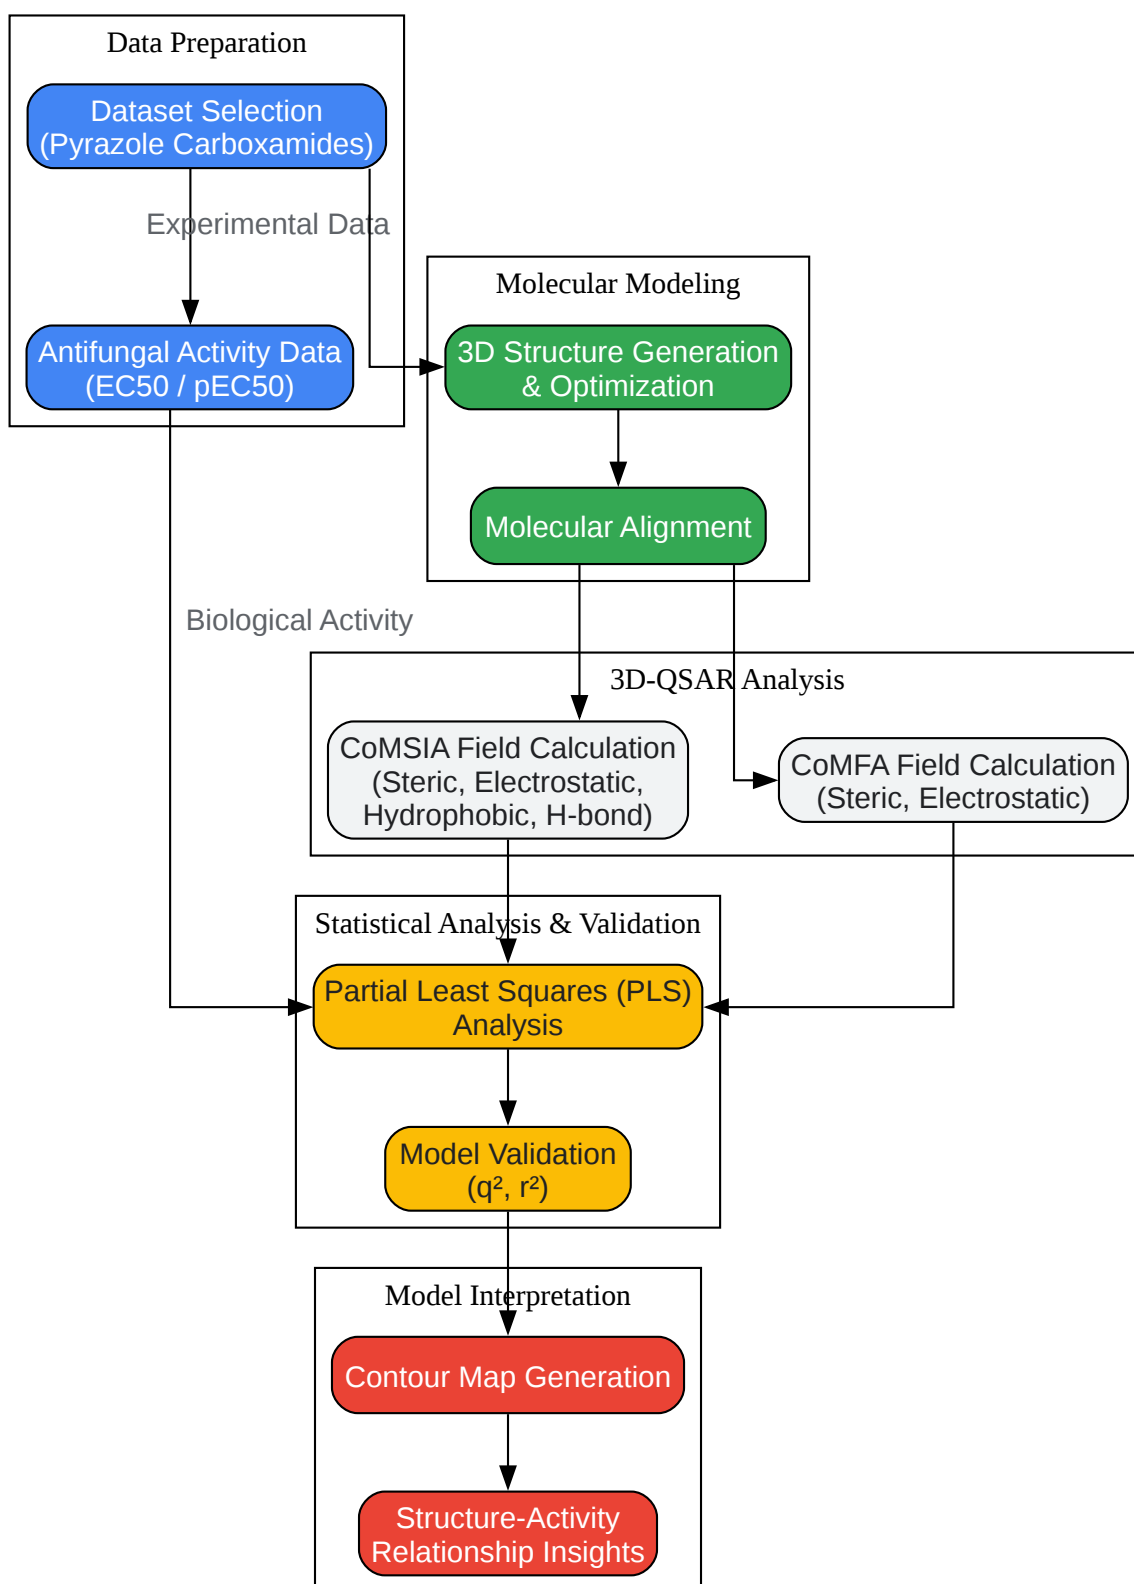 Data Preparation
Dataset Selection
(Pyrazole Carboxamides)
Experimental Data
Antifungal Activity Data
(EC50 / pEC50)
Molecular Modeling
3D Structure Generation
& Optimization
Molecular Alignment
Biological Activity
3D-QSAR Analysis
CoMSIA Field Calculation
(Steric, Electrostatic,
Hydrophobic, H-bond)
CoMFA Field Calculation
(Steric, Electrostatic)
Statistical Analysis & Validation
Partial Least Squares (PLS)
Analysis
Model Validation
(q², r²)
Model Interpretation
Contour Map Generation
Structure-Activity
Relationship Insights